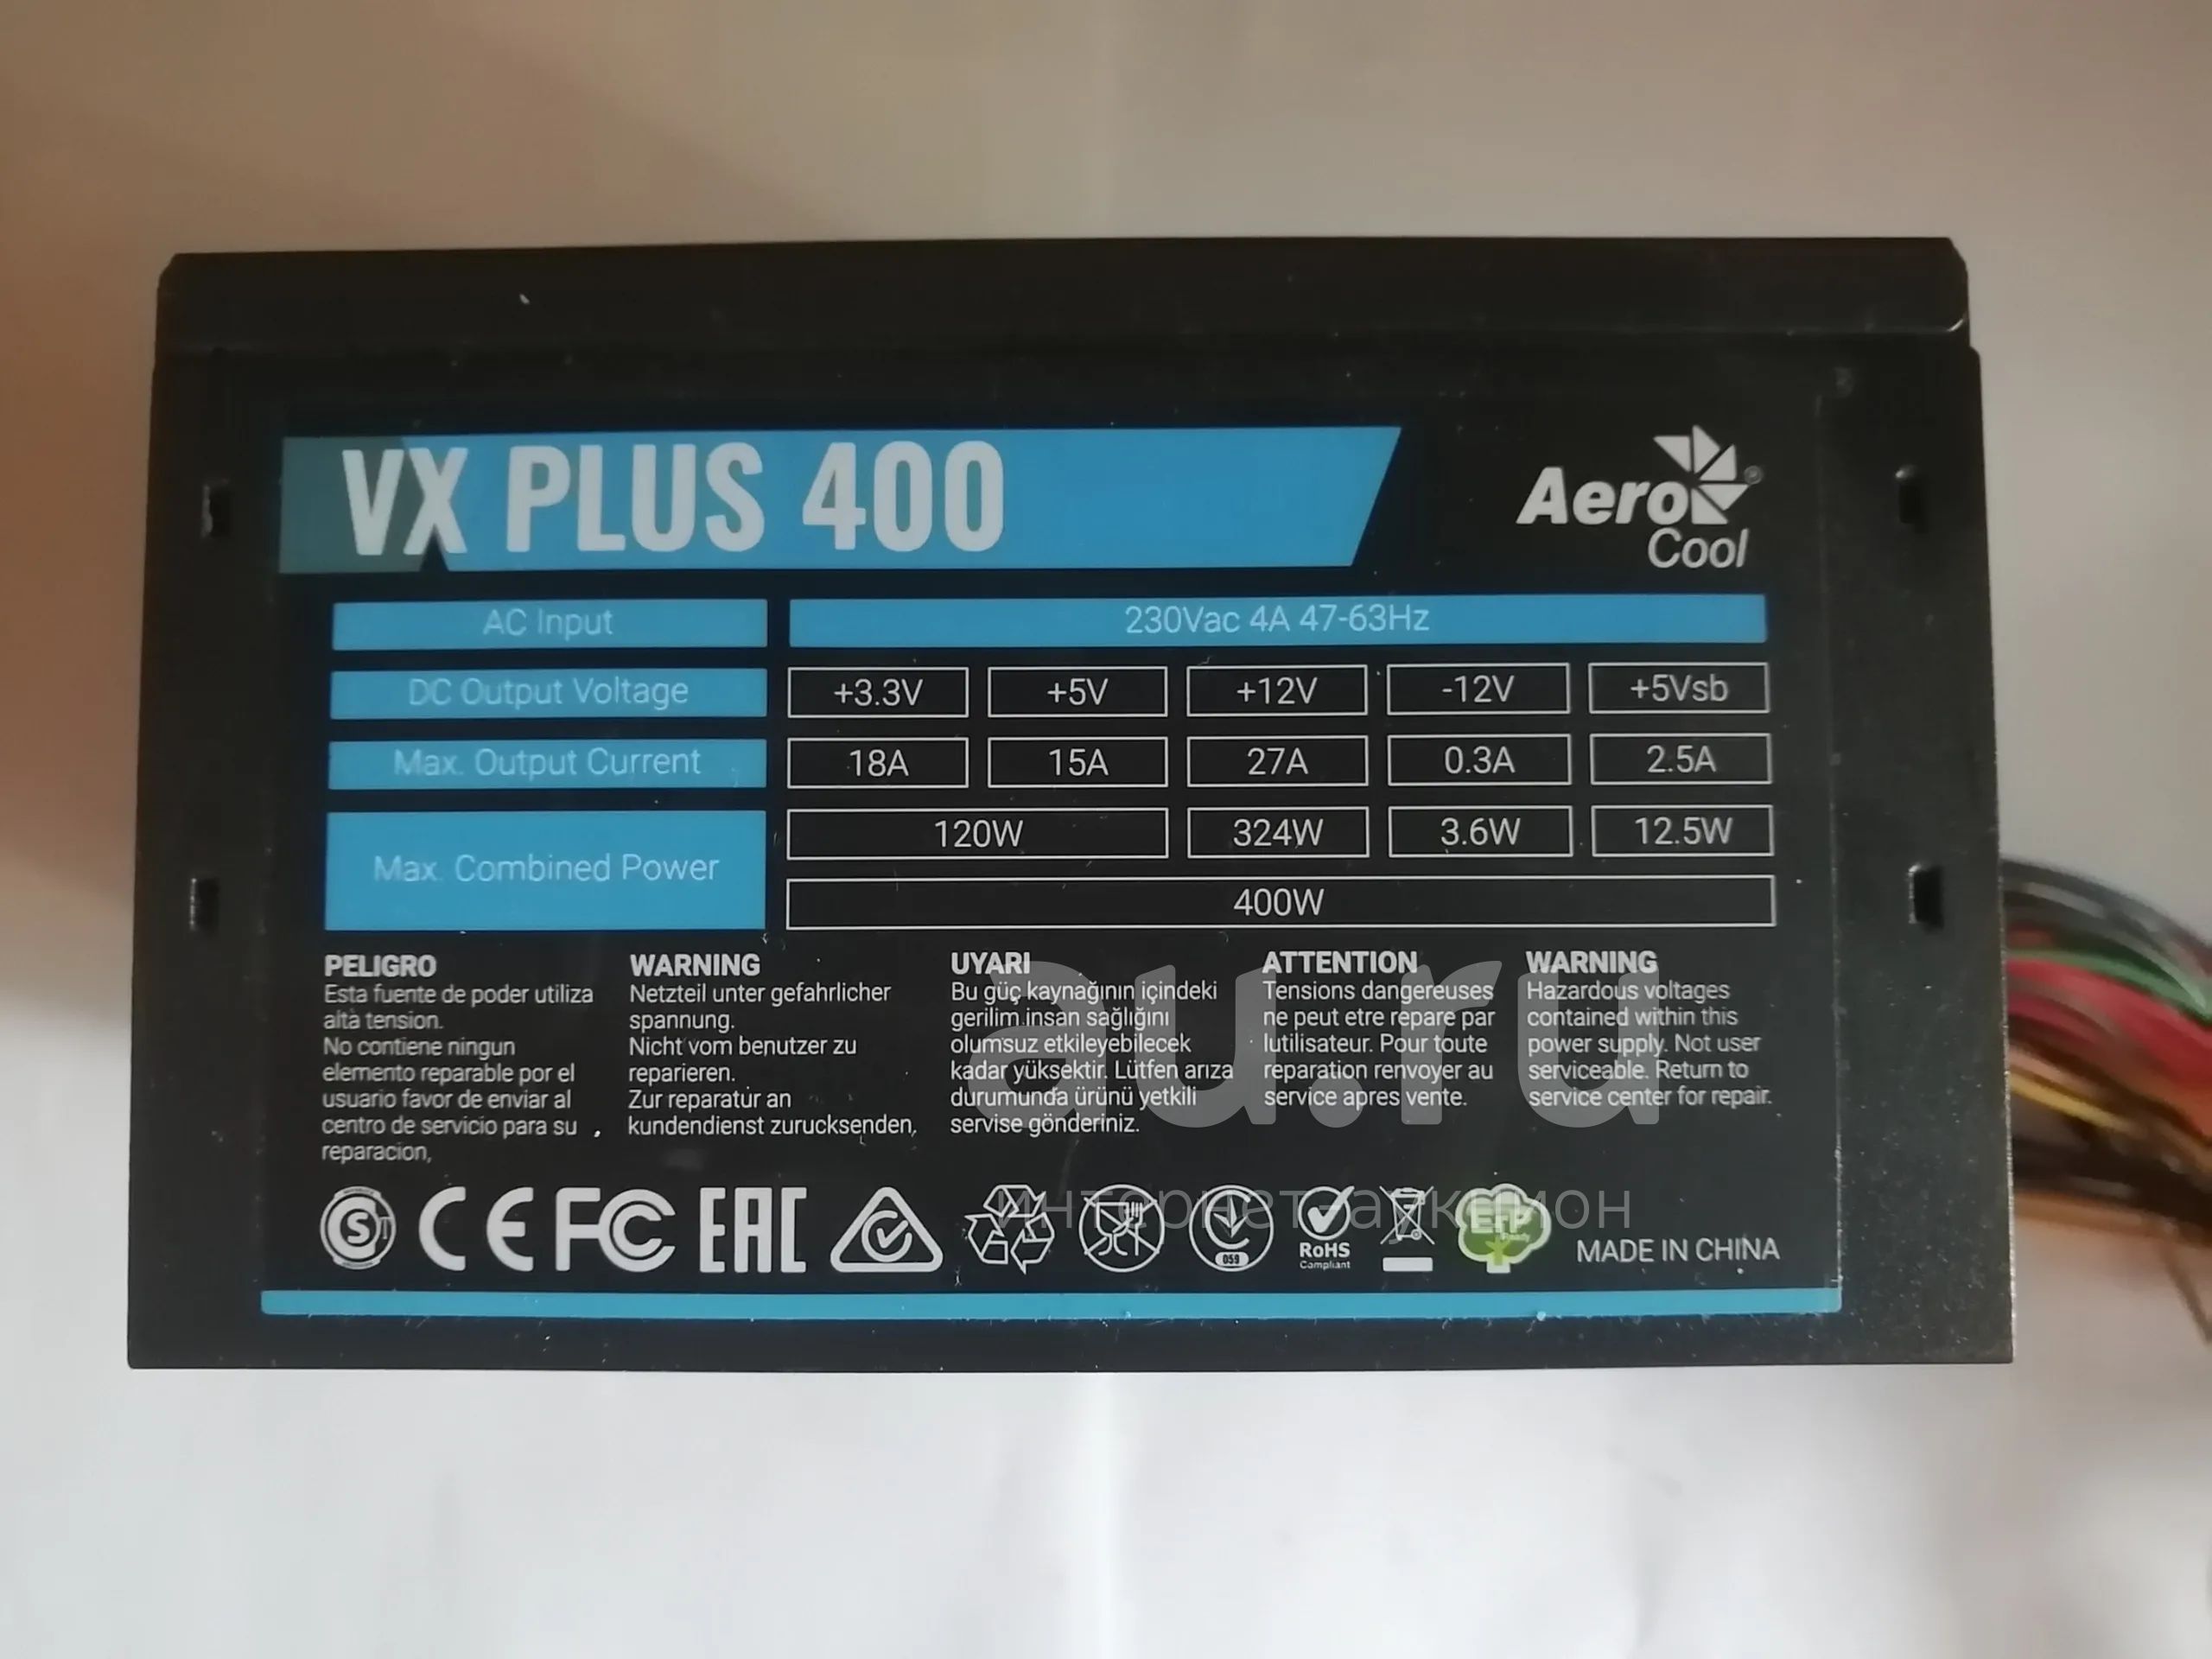 VX PLUS 400
Aero
Cool
®
AC Input
230Vac 4A 47-63Hz
DC Output Voltage
+3.3V
+5V
+12V
-12V
+5Vsb
Max. Output Current
18A
15A
27A
0.3A
2.5A
Max. Combined Power
120W
324W
3.6W
12.5W
400W
PELIGRO
Esta fuente de poder utiliza
alta tension.
No contiene ningun
elemento reparable por el
usuario favor de enviar al
centro de servicio para su
reparacion,
WARNING
Netzteil unter gefahrlicher
spannung.
Nicht vom benutzer zu
reparieren.
Zur reparatur an
kundendienst zurucksenden,
UYARI
Bu güç kaynağının içindeki
gerilim insan sağlığını
olumsuz etkileyebilecek
kadar yüksektir. Lütfen arıza
durumunda ürünü yetkili
servise gönderiniz.
ATTENTION
Tensions dangereuses
ne peut etre repare par
lutilisateur. Pour toute
reparation renvoyer au
service apres vente.
WARNING
Hazardous voltages
contained within this
power supply. Not user
serviceable. Return to
service center for repair.
au.ru
интернет-аукцион
CE FC EAC
059
RoHS
Compliant
ErP
Ready
MADE IN CHINA